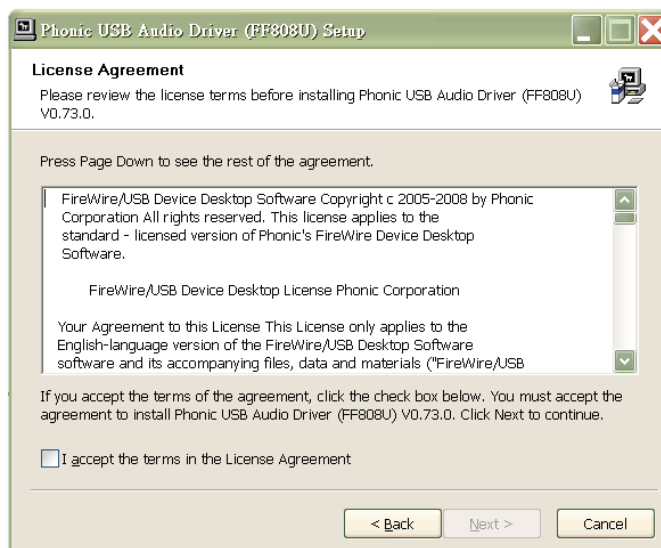 Phonic USB Audio Driver (FF808U) Setup
License Agreement
Please review the license terms before installing Phonic USB Audio Driver (FF808U)
V0.73.0.
Press Page Down to see the rest of the agreement.
FireWire/USB Device Desktop Software Copyright c 2005-2008 by Phonic
Corporation All rights reserved. This license applies to the
standard - licensed version of Phonic's FireWire Device Desktop
Software.
FireWire/USB Device Desktop License Phonic Corporation
Your Agreement to this License This License only applies to the
English-language version of the FireWire/USB Desktop Software
software and its accompanying files, data and materials ("FireWire/USB
If you accept the terms of the agreement, click the check box below. You must accept the
agreement to install Phonic USB Audio Driver (FF808U) V0.73.0. Click Next to continue.
I accept the terms in the License Agreement
< Back Next > Cancel